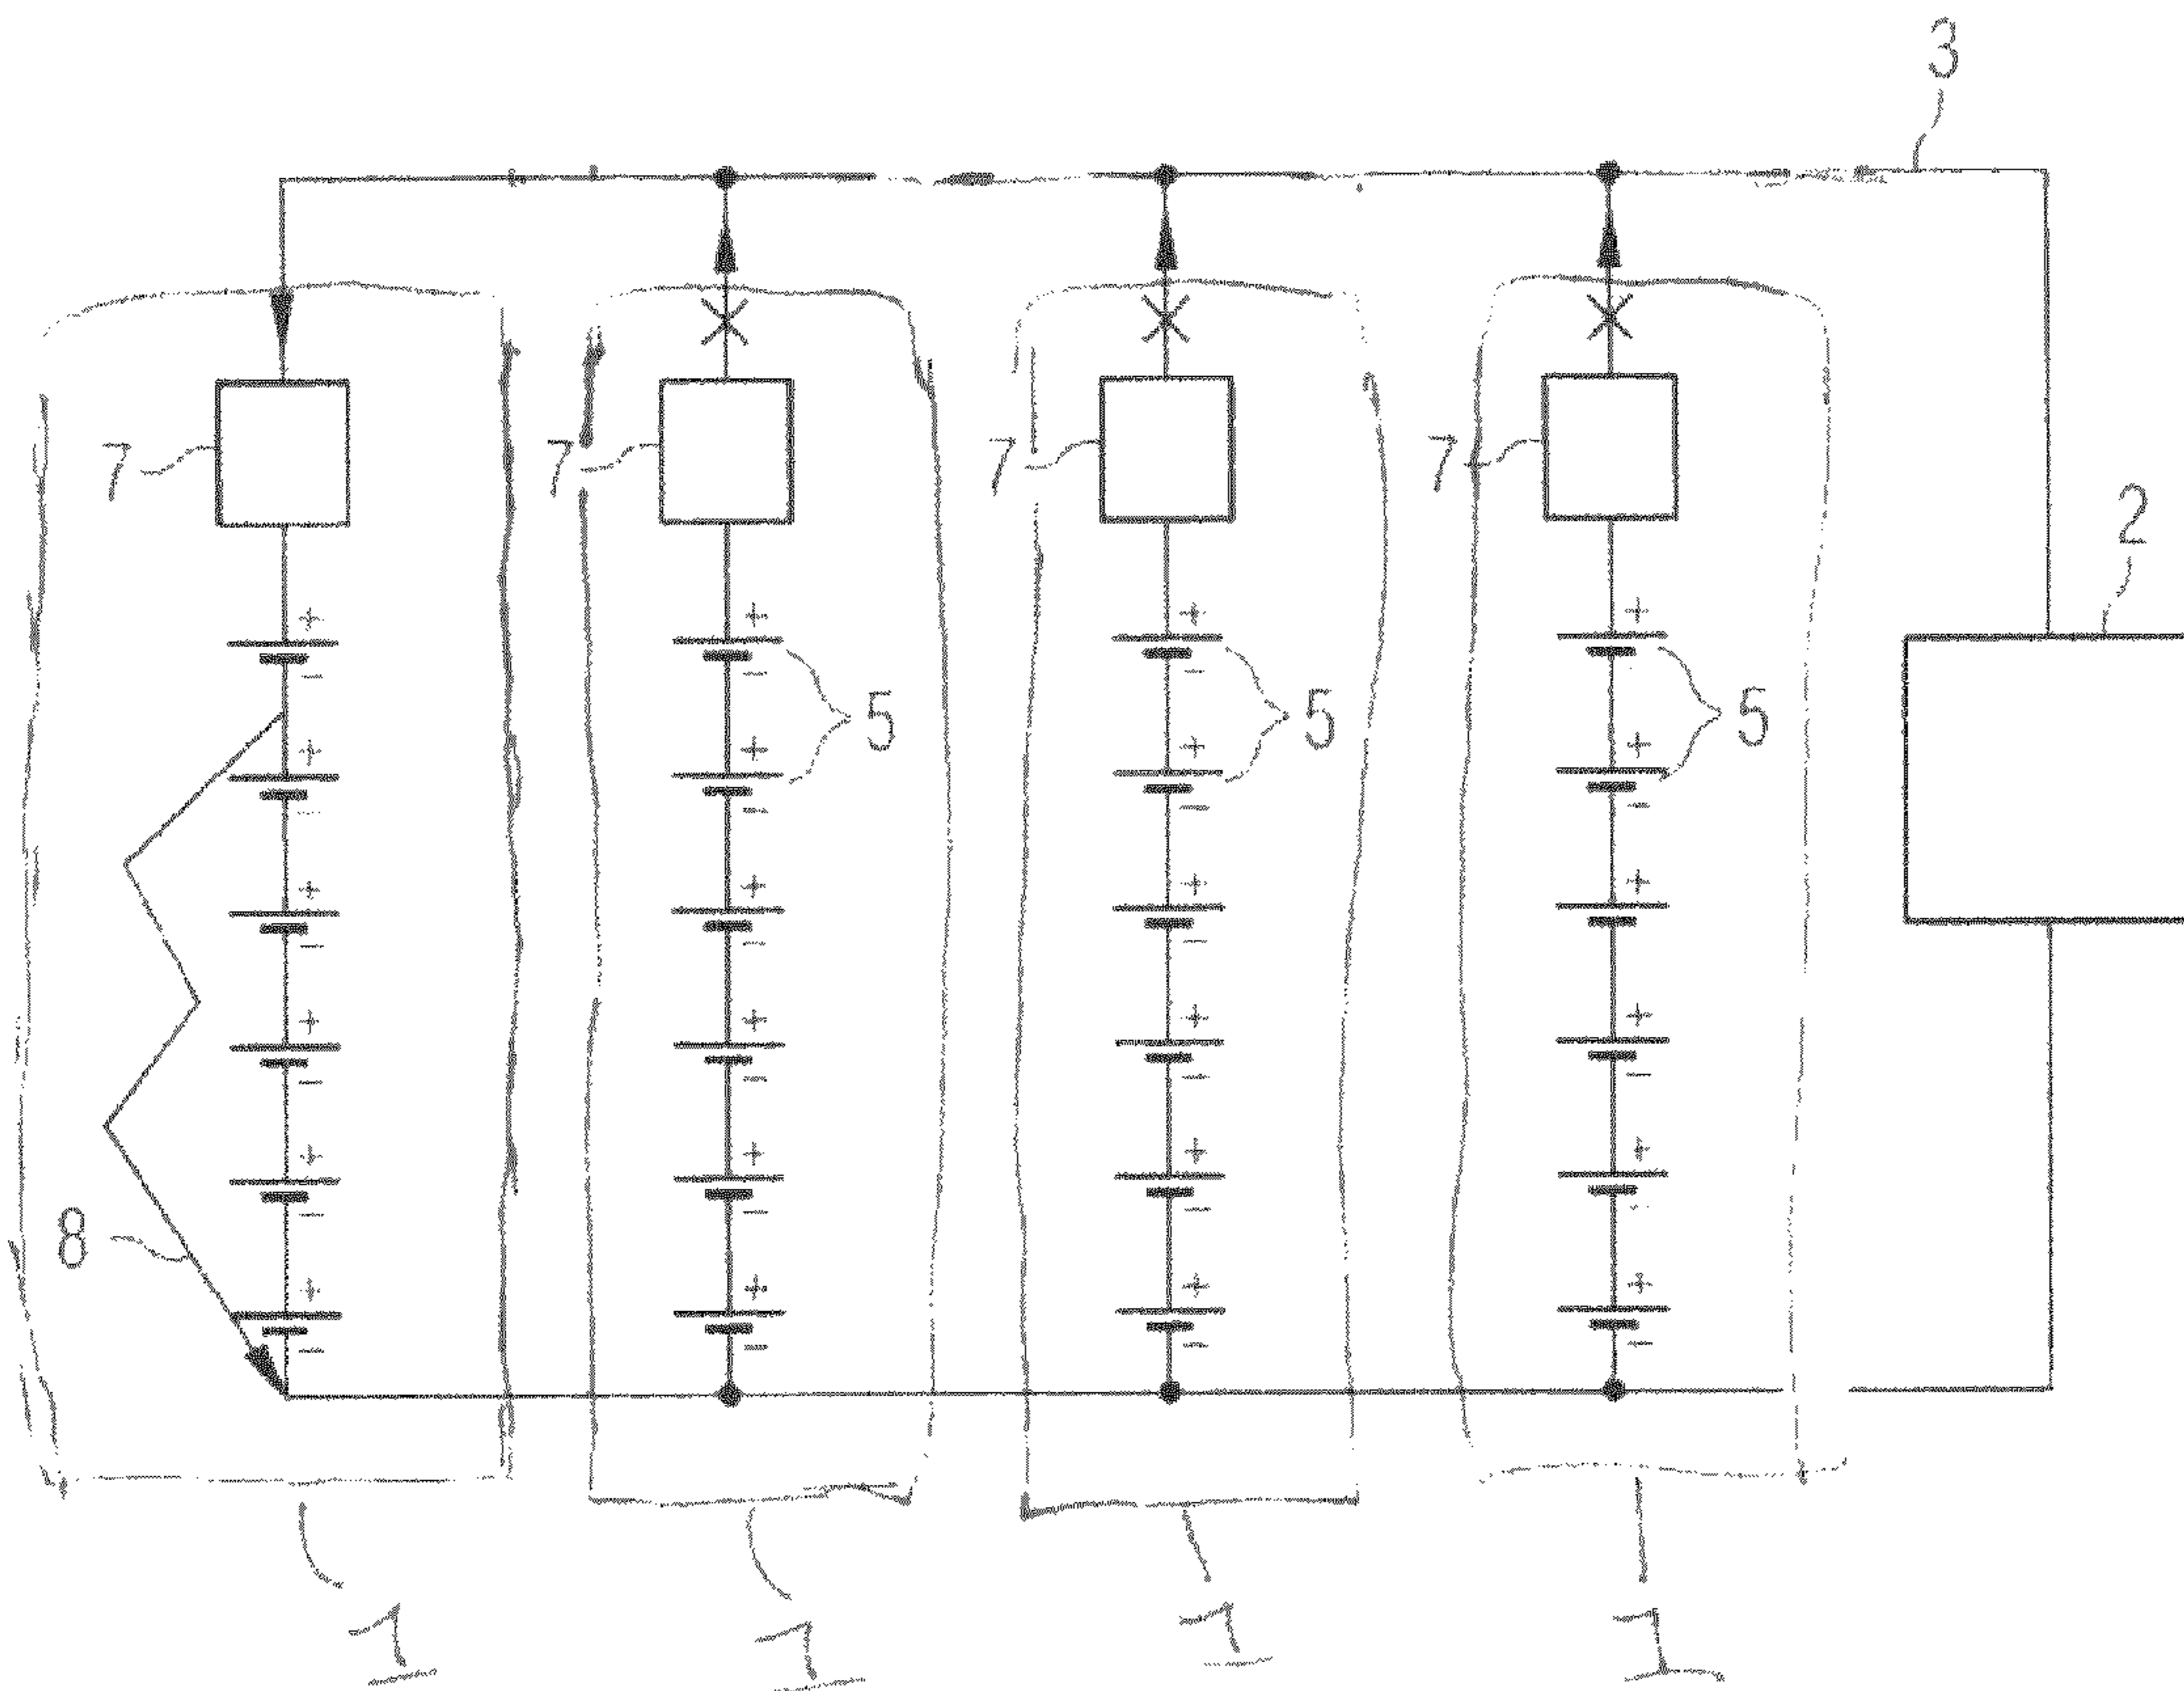 3
7 7 7 7
2
+ + + +
− − −
5 5 5
+ + + +
− − −
+ + + +
− − −
+ + + +
− − − −
8
+ + + +
− − −
+ + + +
− − − −
1 1 1 1